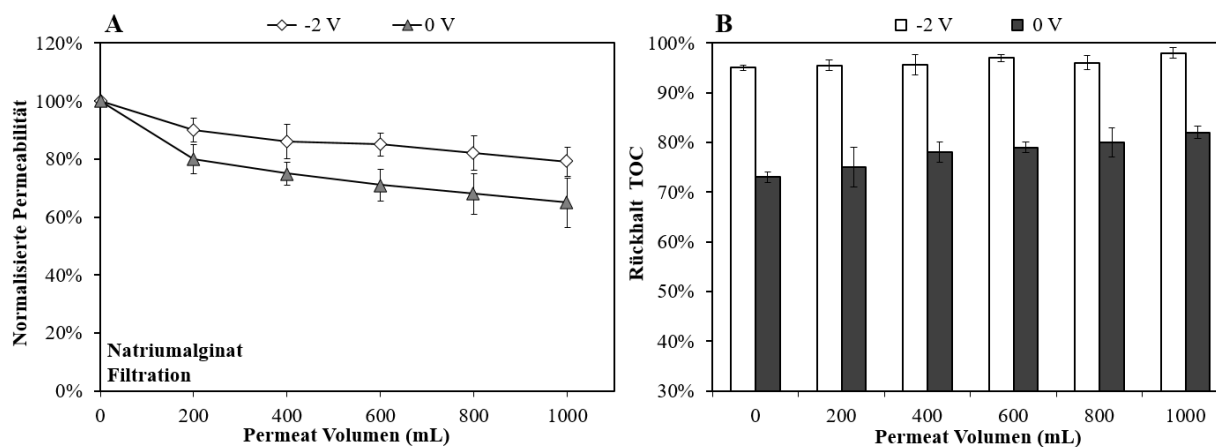 A
-2 V
0 V
Normalisierte Permeabilität
120%
100%
80%
60%
40%
20%
0%
Natriumalginat
Filtration
0 200 400 600 800 1000
Permeat Volumen (mL)
B
-2 V
0 V
Rückhalt TOC
100%
90%
80%
70%
60%
50%
40%
30%
0 200 400 600 800 1000
Permeat Volumen (mL)